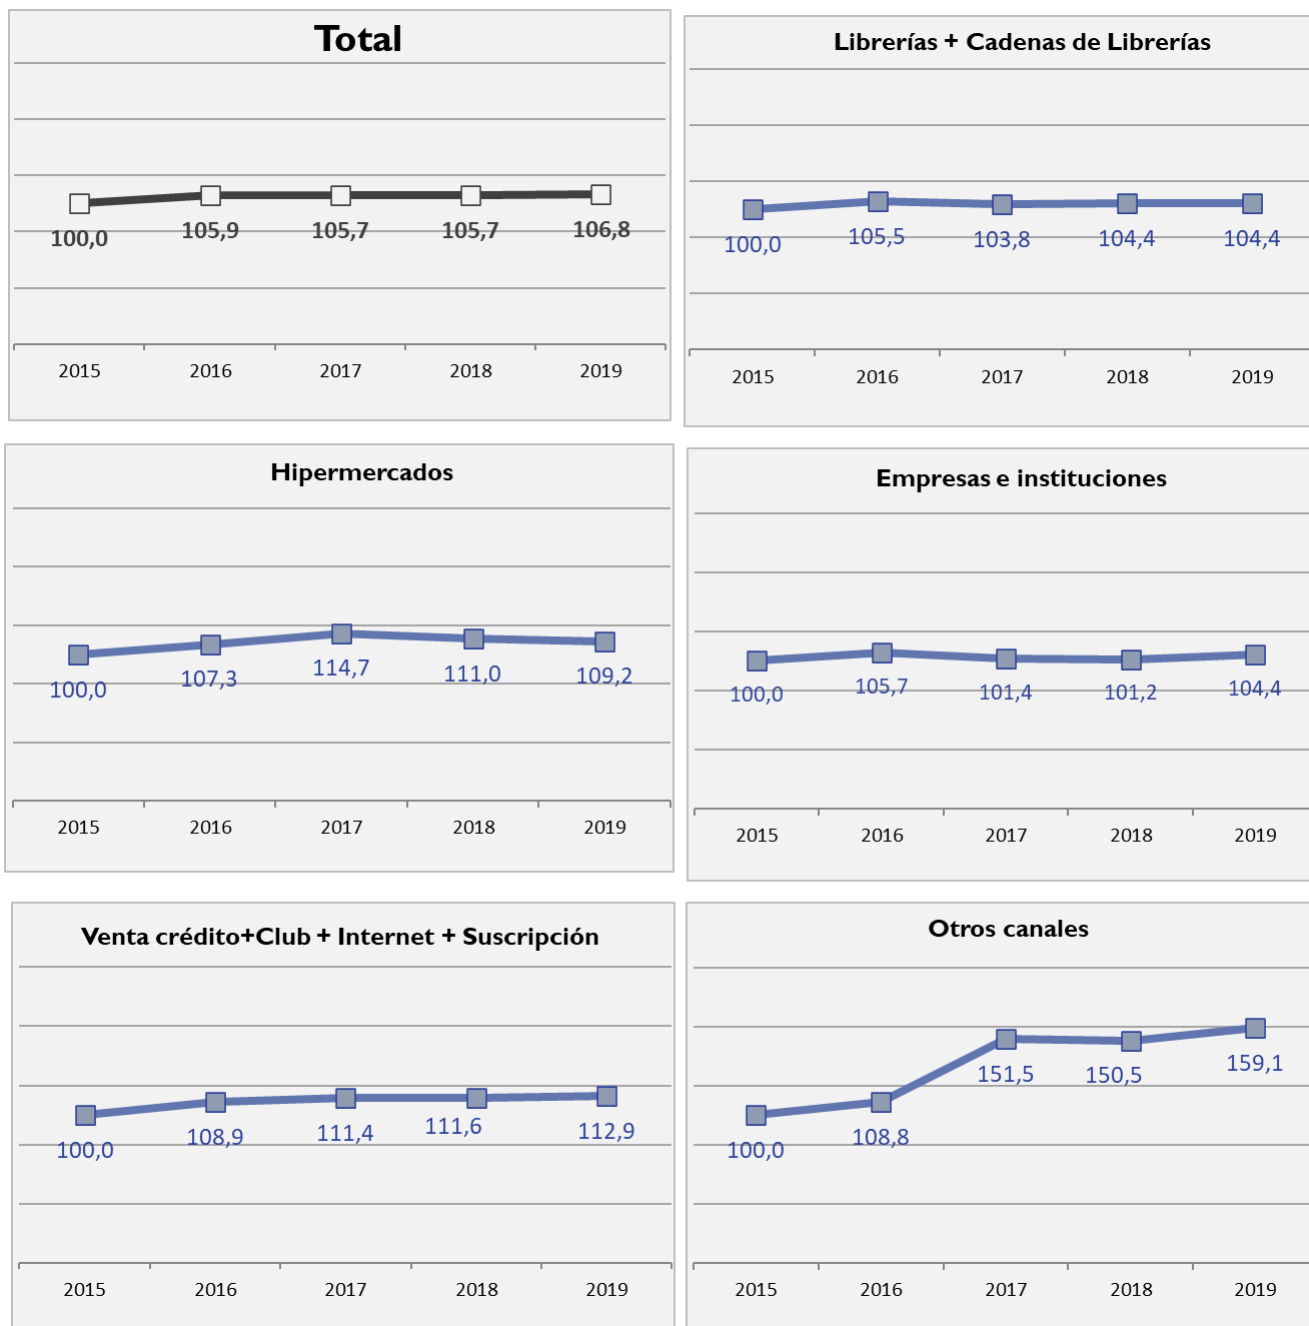 Total
100,0 105,9 105,7 105,7 106,8
2015 2016 2017 2018 2019
Librerías + Cadenas de Librerías
100,0 105,5 103,8 104,4 104,4
2015 2016 2017 2018 2019
Hipermercados
100,0 107,3 114,7 111,0 109,2
2015 2016 2017 2018 2019
Empresas e instituciones
100,0 105,7 101,4 101,2 104,4
2015 2016 2017 2018 2019
Venta crédito+Club + Internet + Suscripción
100,0 108,9 111,4 111,6 112,9
2015 2016 2017 2018 2019
Otros canales
100,0 108,8 151,5 150,5 159,1
2015 2016 2017 2018 2019